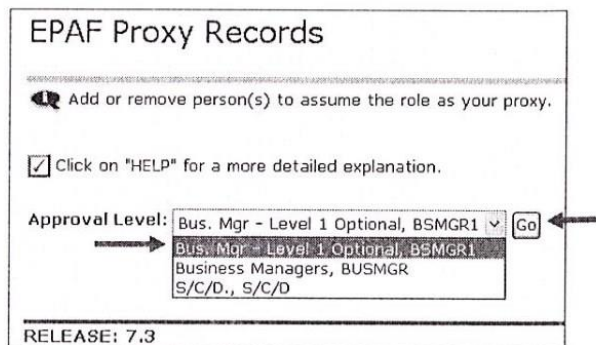 EPAF Proxy Records
Add or remove person(s) to assume the role as your proxy.
Click on "HELP" for a more detailed explanation.
Approval Level: Bus. Mgr - Level 1 Optional, BSMGR1 Go
Bus. Mgr - Level 1 Optional, BSMGR1
Business Managers, BUSMGR
S/C/D., S/C/D
RELEASE: 7.3